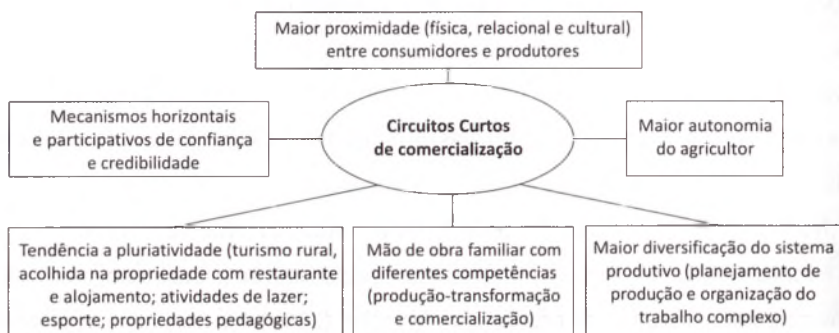 Maior proximidade (física, relacional e cultural)
entre consumidores e produtores
Mecanismos horizontais
e participativos de confiança
e credibilidade
Circuitos Curtos
de comercialização
Maior autonomia
do agricultor
Tendência a pluriatividade (turismo rural,
acolhida na propriedade com restaurante
e alojamento; atividades de lazer;
esporte; propriedades pedagógicas)
Mão de obra familiar com
diferentes competências
(produção-transformação
e comercialização)
Maior diversificação do sistema
produtivo (planejamento de
produção e organização do
trabalho complexo)